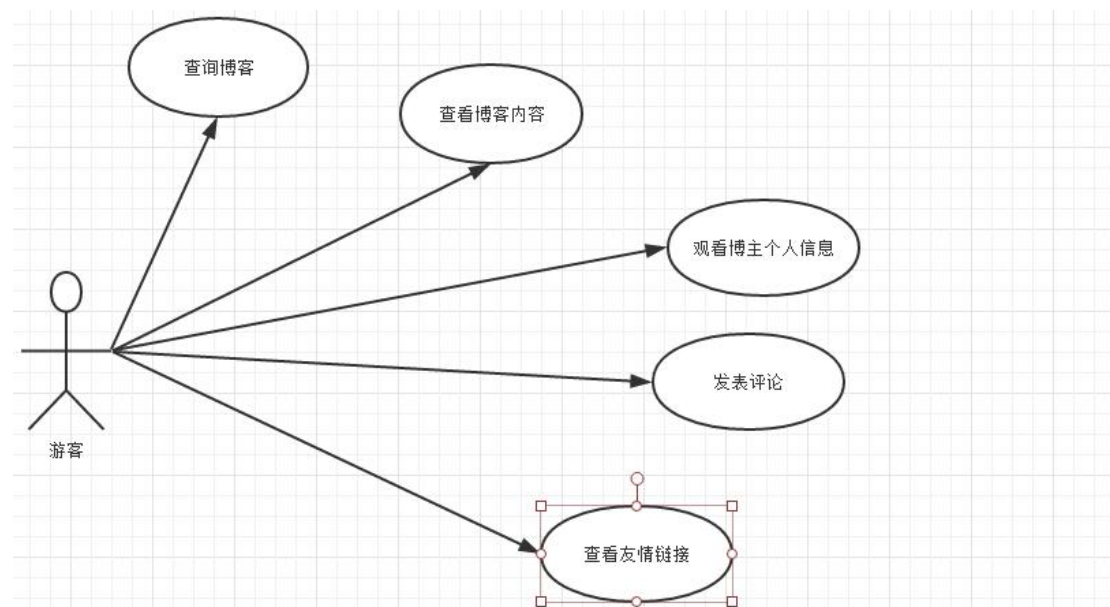 查询博客
查看博客内容
观看博主个人信息
发表评论
游客
查看友情链接